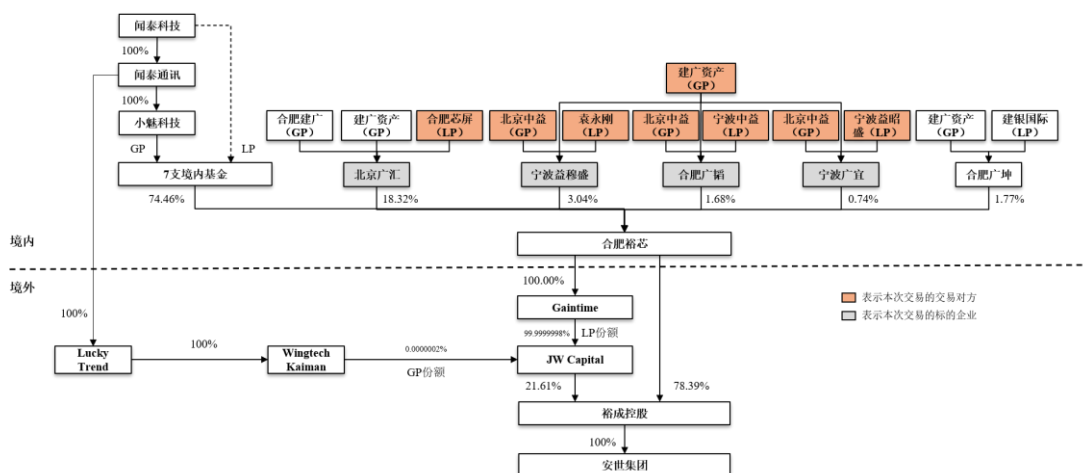 闻泰科技
100%
闻泰通讯
100%
小魅科技
GP
LP
7支境内基金
建广资产
（GP）
合肥建广
（GP）
建广资产
（GP）
合肥芯屏
（LP）
北京中益
（GP）
袁永刚
（LP）
北京中益
（GP）
宁波中益
（LP）
北京中益
（GP）
宁波益昭
盛（LP）
建广资产
（GP）
建银国际
（LP）
北京广汇
宁波益穆盛
合肥广韬
宁波广宜
合肥广坤
74.46%
18.32%
3.04%
1.68%
0.74%
1.77%
境内
合肥裕芯
境外
100.00%
表示本次交易的交易对方
表示本次交易的标的企业
Gaintime
100%
99.9999998%
LP份额
Lucky
Trend
100%
Wingtech
Kaiman
0.0000002%
GP份额
JW Capital
21.61%
78.39%
裕成控股
100%
安世集团